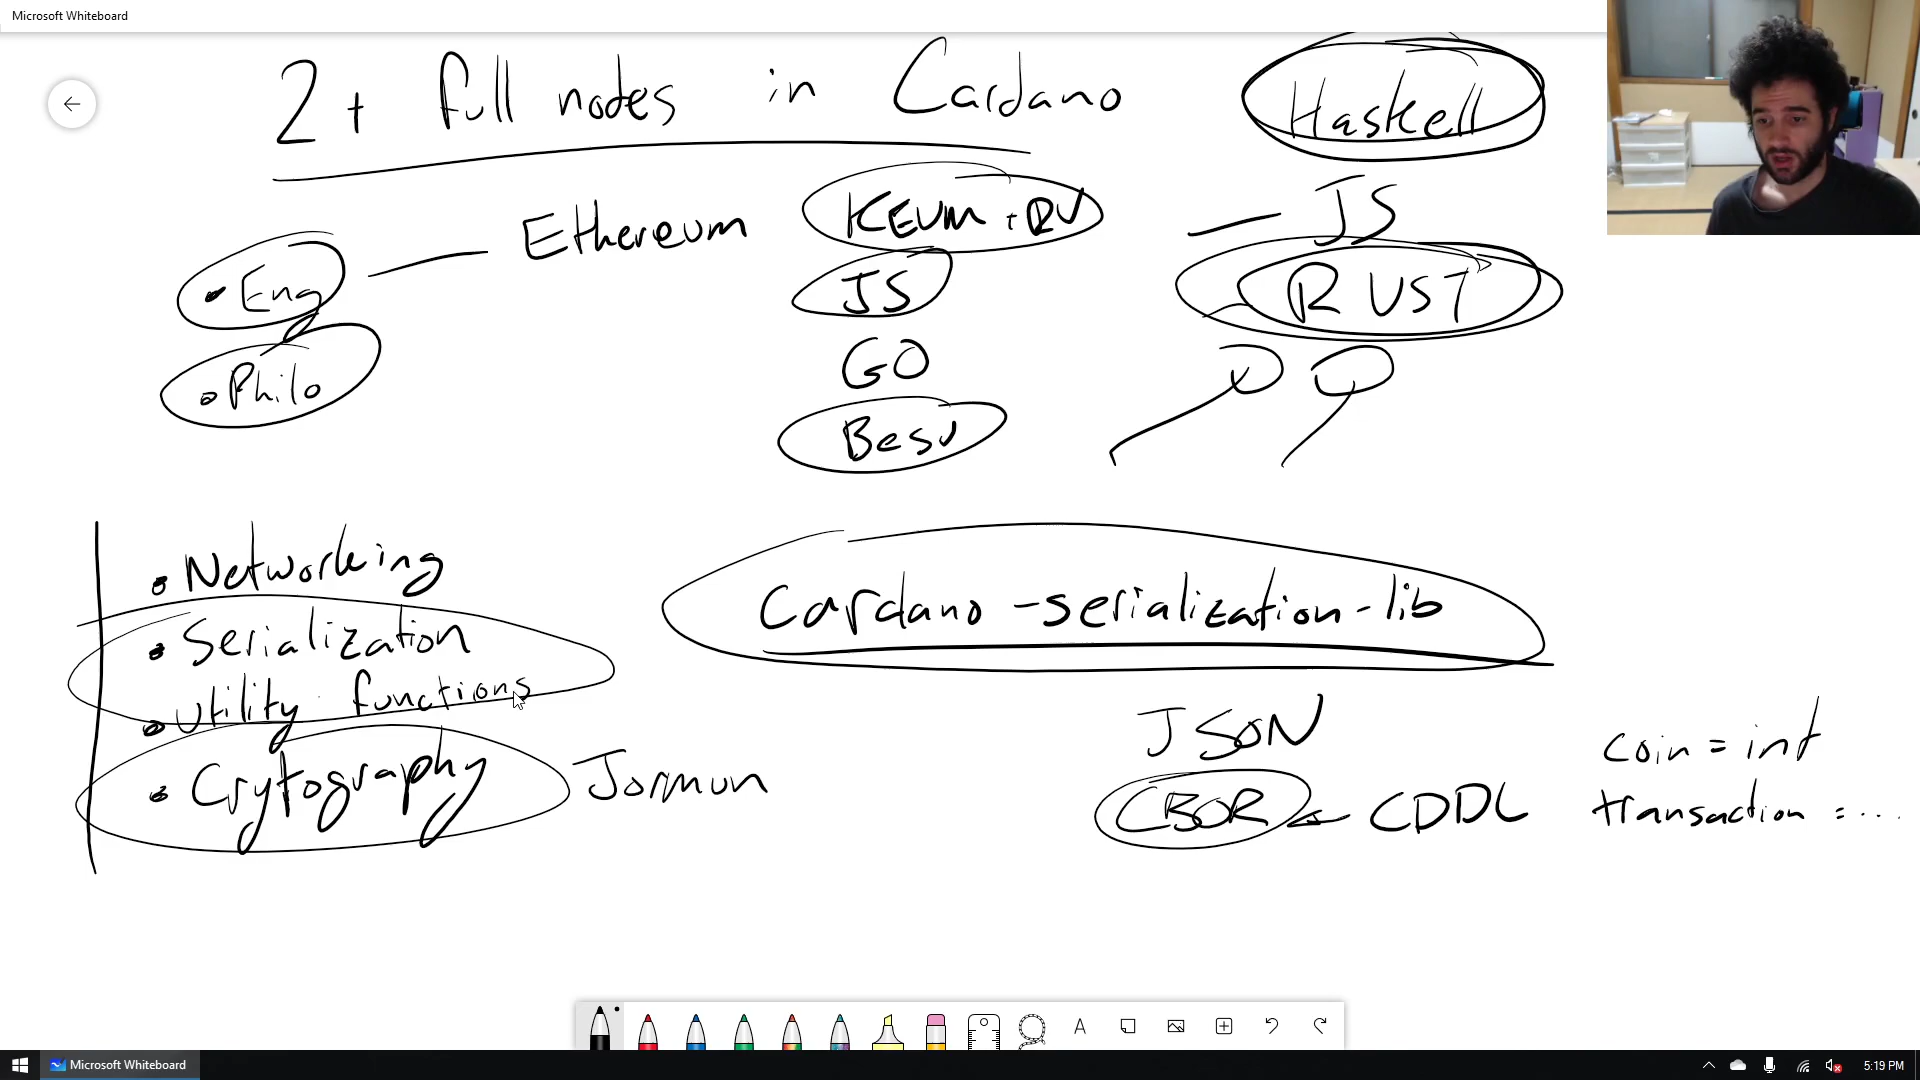 Microsoft Whiteboard
2+ full nodes in Cardano
Haskell
• Eng
Ethereum
KEVM + RV
JS
• Philo
JS
RUST
GO
Besu
• Networking
• Serialization
• Utility functions
• Crytography
Jormun
Cardano-serialization-lib
JSON
CBOR ← CDDL
coin = int
transaction = ...
A
Microsoft Whiteboard
5:19 PM